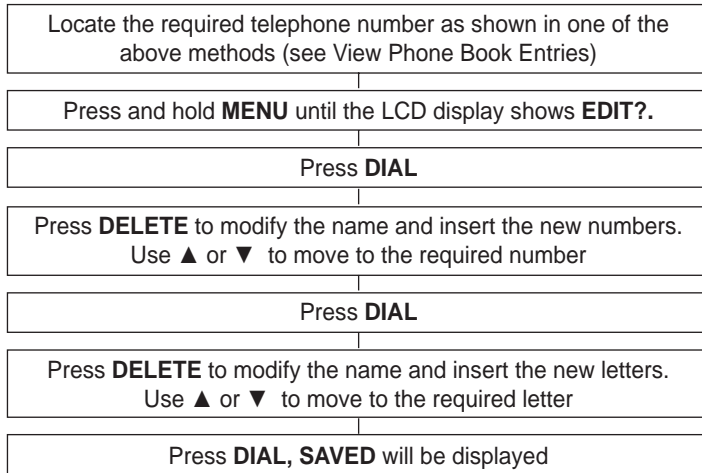 Locate the required telephone number as shown in one of the
above methods (see View Phone Book Entries)
Press and hold MENU until the LCD display shows EDIT?.
Press DIAL
Press DELETE to modify the name and insert the new numbers.
Use ▲ or ▼ to move to the required number
Press DIAL
Press DELETE to modify the name and insert the new letters.
Use ▲ or ▼ to move to the required letter
Press DIAL, SAVED will be displayed